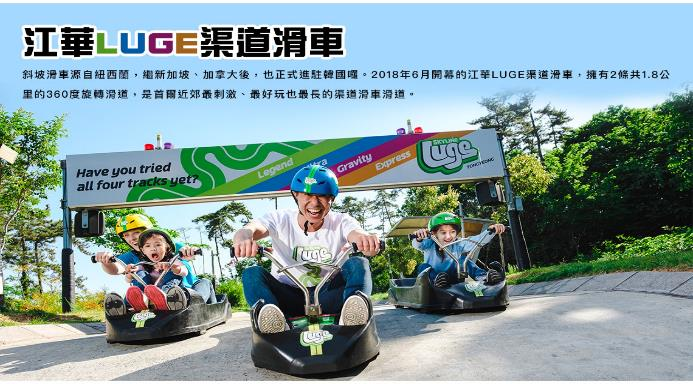 江華LUGE渠道滑車
斜坡滑車源自紐西蘭，繼新加坡、加拿大後，也正式進駐韓國囉。2018年6月開幕的江華LUGE渠道滑車，擁有2條共1.8公
里的360度旋轉滑道，是首爾近郊最刺激、最好玩也最長的渠道滑車滑道。
Have you tried
all four tracks yet?
Legend
Gravity
Express
SKYLINE
Luge
TONGYEONG
Luge
Luge